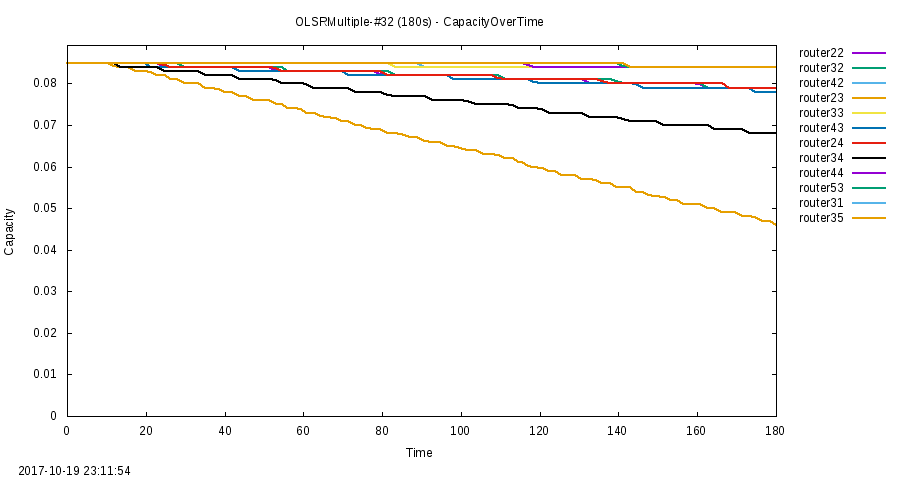 OLSRMultiple-#32 (180s) - CapacityOverTime
router22
router32
router42
router23
router33
router43
router24
router34
router44
router53
router31
router35
0.08
0.07
0.06
0.05
0.04
0.03
0.02
0.01
0
Capacity
0 20 40 60 80 100 120 140 160 180
Time
2017-10-19 23:11:54